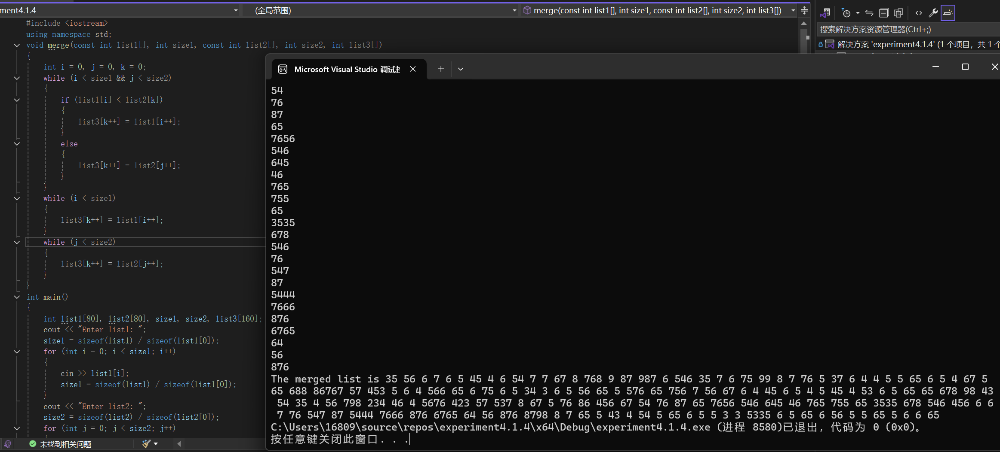 ment4.1.4
(全局范围)
merge(const int list1[], int size1, const int list2[], int size2, int list3[])
#include <iostream>
using namespace std;
void merge(const int list1[], int size1, const int list2[], int size2, int list3[])
{
int i = 0, j = 0, k = 0;
while (i < size1 && j < size2)
{
if (list1[i] < list2[k])
{
list3[k++] = list1[i++];
}
else
{
list3[k++] = list2[j++];
}
}
while (i < size1)
{
list3[k++] = list1[i++];
}
while (j < size2)
{
list3[k++] = list2[j++];
}
}
int main()
{
int list1[80], list2[80], size1, size2, list3[160];
cout << "Enter list1: ";
size1 = sizeof(list1) / sizeof(list1[0]);
for (int i = 0; i < size1; i++)
{
cin >> list1[i];
size1 = sizeof(list1) / sizeof(list1[0]);
}
cout << "Enter list2: ";
size2 = sizeof(list2) / sizeof(list2[0]);
for (int j = 0; j < size2; j++)
{
未找到相关问题
搜索解决方案资源管理器(Ctrl+;)
解决方案 'experiment4.1.4' (1 个项目，共 1 个
Microsoft Visual Studio 调试
54
76
87
65
7656
546
645
46
765
755
65
3535
678
546
76
547
87
5444
7666
876
6765
64
56
876
The merged list is 35 56 6 7 6 5 45 4 6 54 7 7 67 8 768 9 87 987 6 546 35 7 6 75 99 8 7 76 5 37 6 4 4 5 5 65 6 5 4 67 5
65 688 86767 57 453 5 6 4 566 65 6 75 6 5 34 3 6 5 56 65 5 576 65 756 7 56 67 6 4 45 6 5 4 5 45 4 53 6 5 65 65 678 98 43
54 35 4 56 798 234 46 4 5676 423 57 537 8 67 5 76 86 456 67 54 76 87 65 7656 546 645 46 765 755 65 3535 678 546 456 6 6
7 76 547 87 5444 7666 876 6765 64 56 876 8798 8 7 65 5 43 4 54 5 65 6 5 5 3 3 5335 6 5 65 6 56 5 5 65 5 6 6 65
C:\Users\16809\source\repos\experiment4.1.4\x64\Debug\experiment4.1.4.exe (进程 8580)已退出，代码为 0 (0x0)。
按任意键关闭此窗口. . .